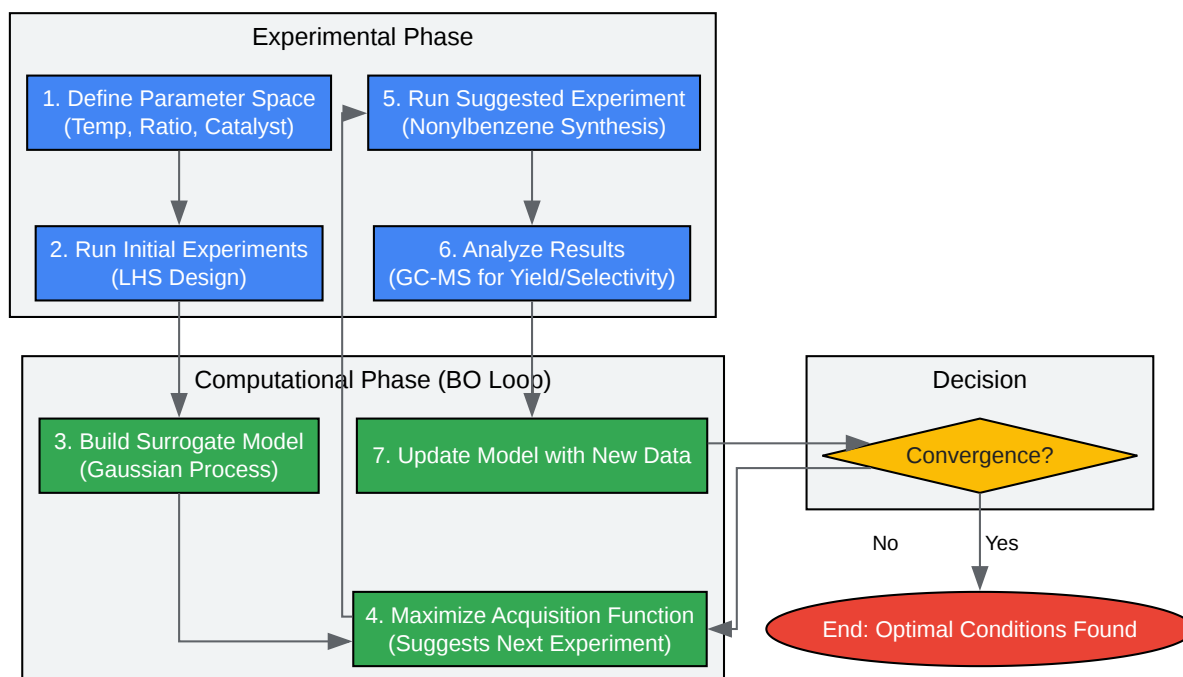 Experimental Phase
1. Define Parameter Space
(Temp, Ratio, Catalyst)
5. Run Suggested Experiment
(Nonylbenzene Synthesis)
2. Run Initial Experiments
(LHS Design)
6. Analyze Results
(GC-MS for Yield/Selectivity)
Computational Phase (BO Loop)
3. Build Surrogate Model
(Gaussian Process)
7. Update Model with New Data
4. Maximize Acquisition Function
(Suggests Next Experiment)
Decision
Convergence?
No
Yes
End: Optimal Conditions Found